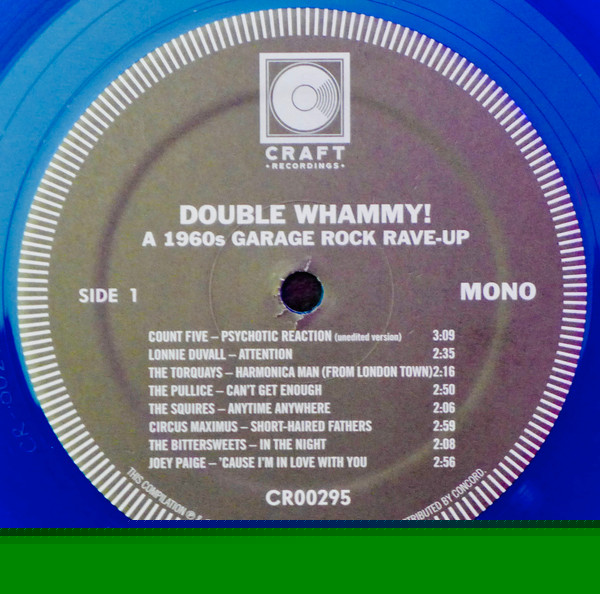 CRAFT
•RECORDINGS•
DOUBLE WHAMMY!
A 1960s GARAGE ROCK RAVE-UP
SIDE 1
MONO
COUNT FIVE – PSYCHOTIC REACTION (unedited version) 3:09
LONNIE DUVALL – ATTENTION 2:35
THE TORQUAYS – HARMONICA MAN (FROM LONDON TOWN) 2:16
THE PULLICE – CAN'T GET ENOUGH 2:50
THE SQUIRES – ANYTIME ANYWHERE 2:06
CIRCUS MAXIMUS – SHORT-HAIRED FATHERS 2:59
THE BITTERSWEETS – IN THE NIGHT 2:08
JOEY PAIGE – 'CAUSE I'M IN LOVE WITH YOU 2:56
CR00295
THIS COMPILATION ℗
BY CONCORD.